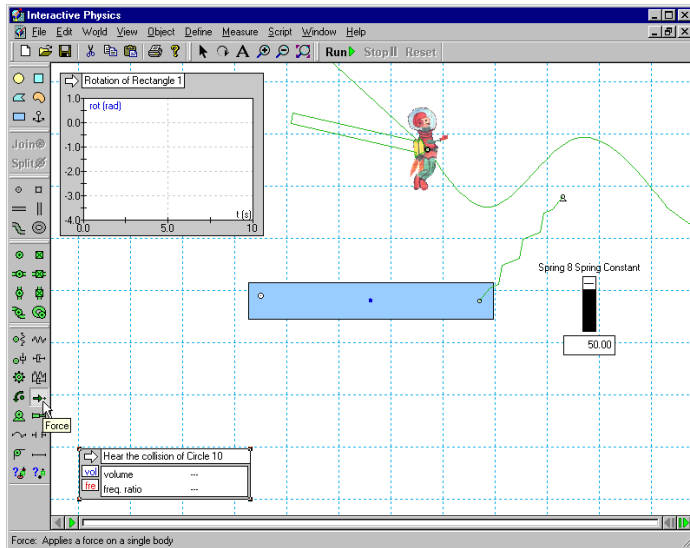 Interactive Physics
File Edit World View Object Define Measure Script Window Help
A Run Stop Reset
Rotation of Rectangle 1
rot (rad)
1.0
0.0
-1.0
-2.0
-3.0
-4.0
0.0 5.0 10
t (s)
Join
Split
Spring 8 Spring Constant
50.00
Force
Hear the collision of Circle 10
vol volume ---
fre freq. ratio ---
Force: Applies a force on a single body